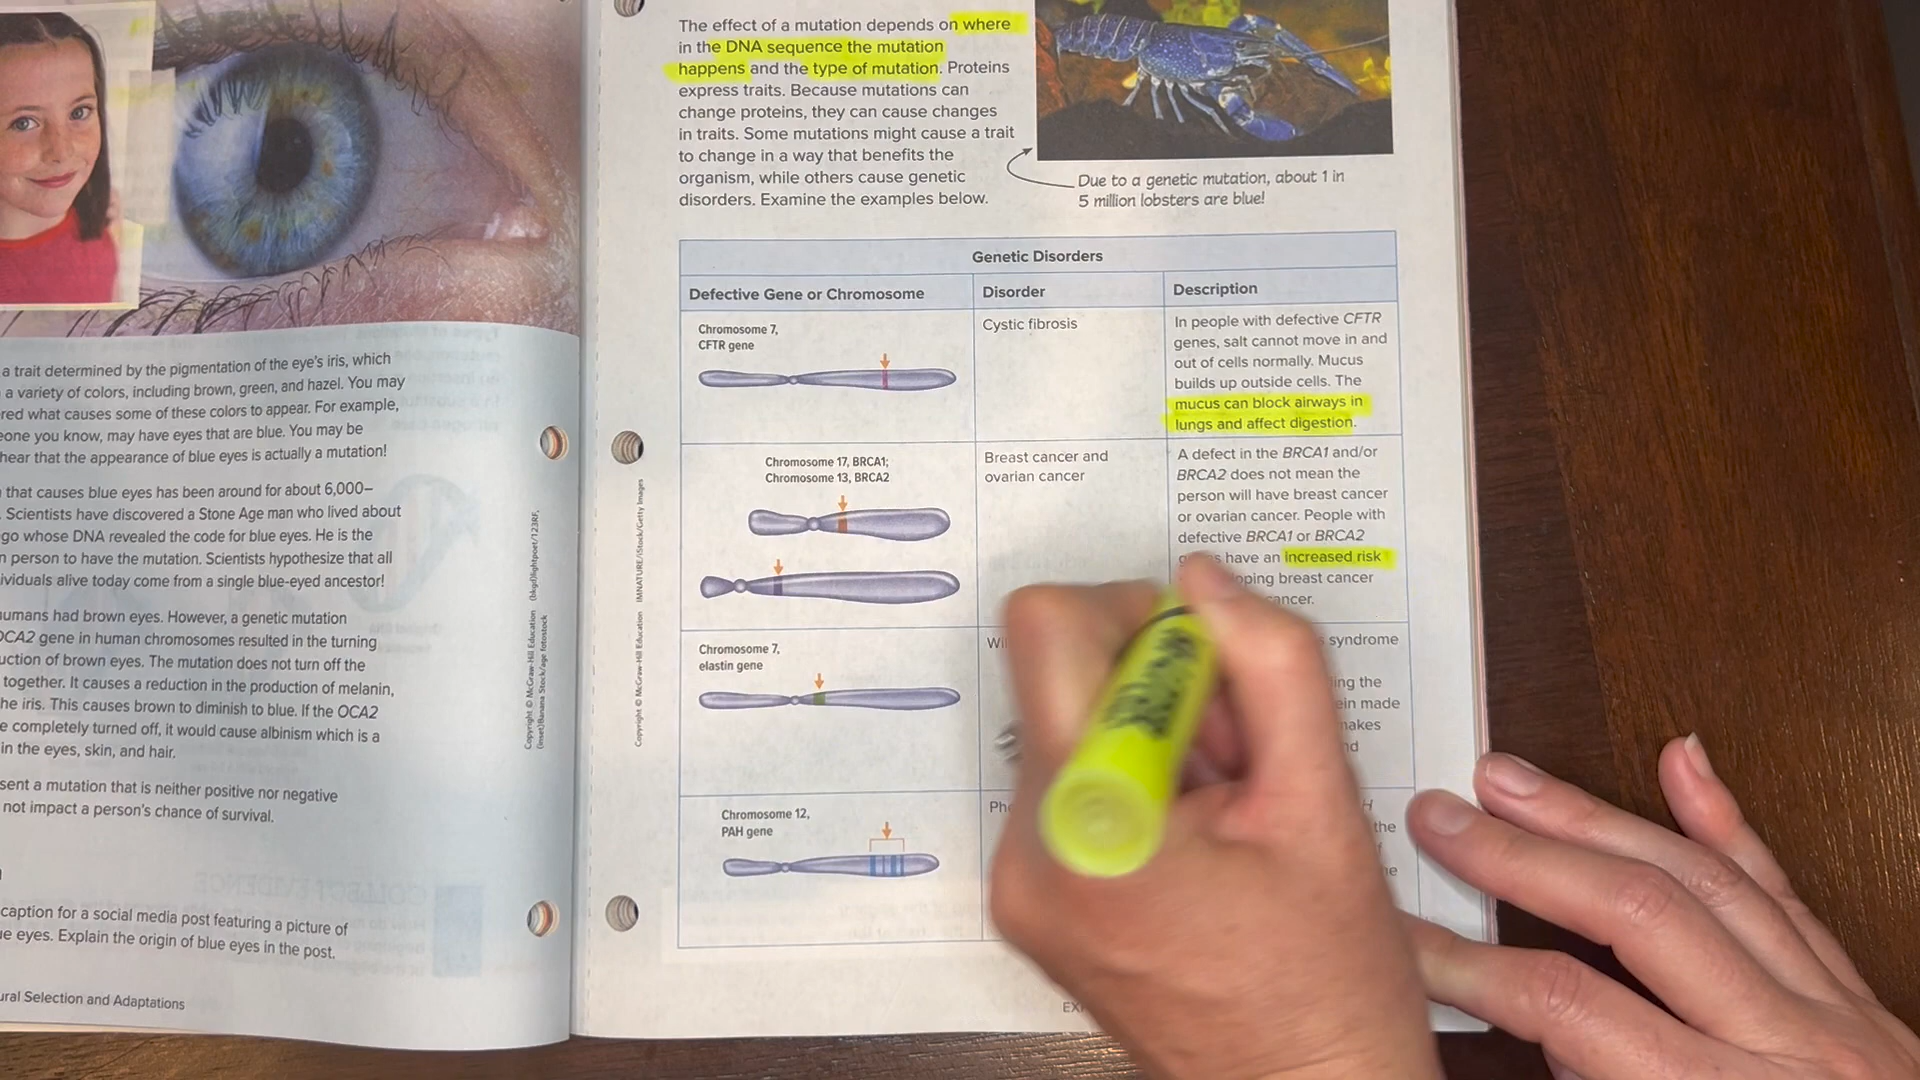 a trait determined by the pigmentation of the eye's iris, which
a variety of colors, including brown, green, and hazel. You may
red what causes some of these colors to appear. For example,
one you know, may have eyes that are blue. You may be
hear that the appearance of blue eyes is actually a mutation!
that causes blue eyes has been around for about 6,000–
. Scientists have discovered a Stone Age man who lived about
go whose DNA revealed the code for blue eyes. He is the
n person to have the mutation. Scientists hypothesize that all
ividuals alive today come from a single blue-eyed ancestor!
umans had brown eyes. However, a genetic mutation
OCA2 gene in human chromosomes resulted in the turning
uction of brown eyes. The mutation does not turn off the
together. It causes a reduction in the production of melanin,
he iris. This causes brown to diminish to blue. If the OCA2
e completely turned off, it would cause albinism which is a
in the eyes, skin, and hair.
sent a mutation that is neither positive nor negative
not impact a person's chance of survival.
caption for a social media post featuring a picture of
ue eyes. Explain the origin of blue eyes in the post.
ural Selection and Adaptations
Copyright © McGraw-Hill Education (bkgd)lightpoet/123RF,
(inset)Banana Stock/age fotostock
Copyright © McGraw-Hill Education IMNATURE/iStock/Getty Images
The effect of a mutation depends on where
in the DNA sequence the mutation
happens and the type of mutation. Proteins
express traits. Because mutations can
change proteins, they can cause changes
in traits. Some mutations might cause a trait
to change in a way that benefits the
organism, while others cause genetic
disorders. Examine the examples below.
Due to a genetic mutation, about 1 in
5 million lobsters are blue!
Genetic Disorders
Defective Gene or Chromosome
Disorder
Description
Chromosome 7,
CFTR gene
Cystic fibrosis
In people with defective CFTR
genes, salt cannot move in and
out of cells normally. Mucus
builds up outside cells. The
mucus can block airways in
lungs and affect digestion.
Chromosome 17, BRCA1;
Chromosome 13, BRCA2
Breast cancer and
ovarian cancer
A defect in the BRCA1 and/or
BRCA2 does not mean the
person will have breast cancer
or ovarian cancer. People with
defective BRCA1 or BRCA2
have an increased risk
oping breast cancer
ancer.
Chromosome 7,
elastin gene
Wil
syndrome
ing the
ein made
akes
nd
Chromosome 12,
PAH gene
Ph
H
the
EX